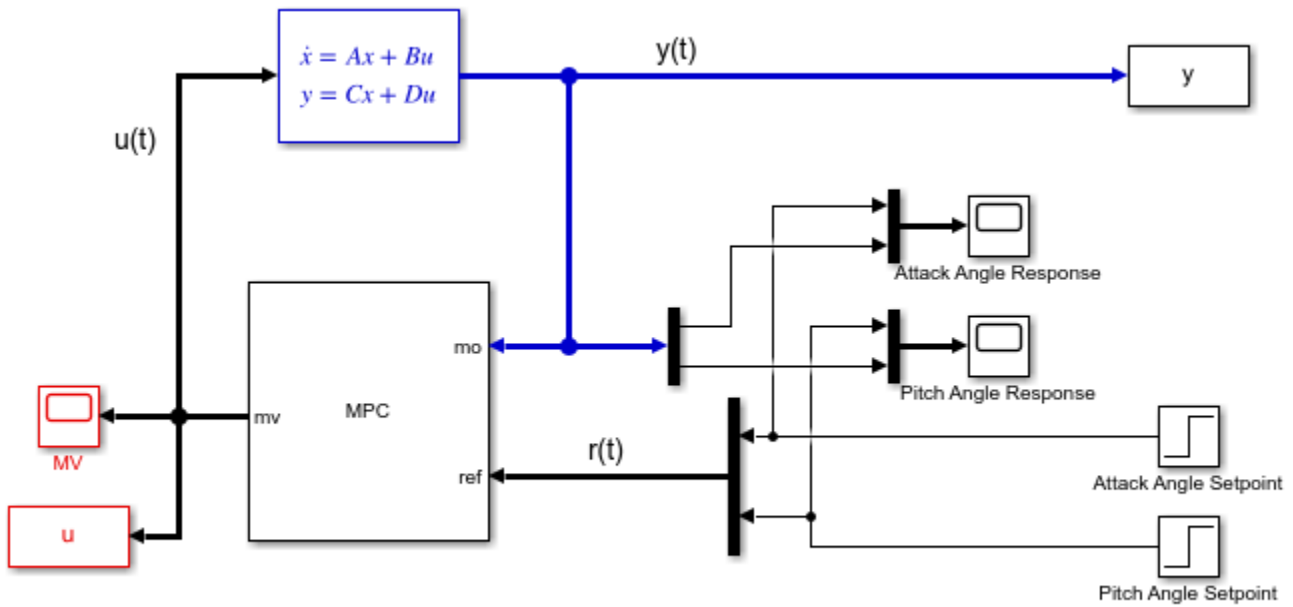 ẋ = Ax + Bu
y = Cx + Du
y(t)
y
u(t)
Attack Angle Response
mo
MPC
mv
ref
Pitch Angle Response
MV
r(t)
Attack Angle Setpoint
u
Pitch Angle Setpoint